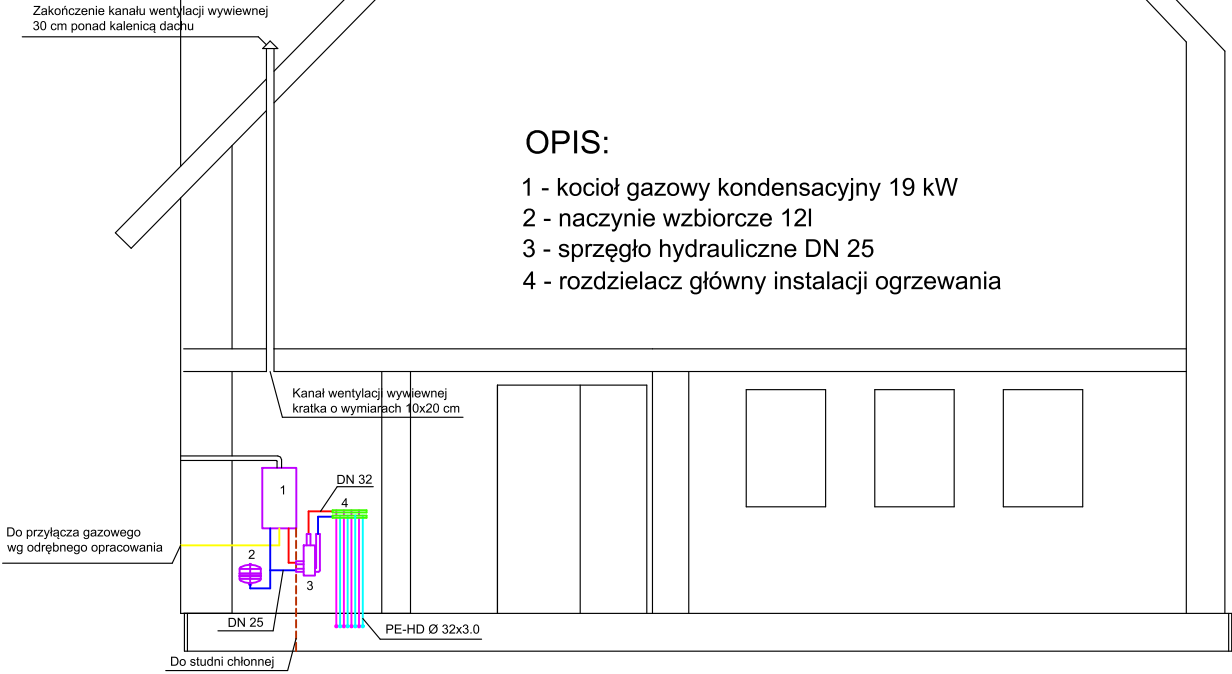 Zakończenie kanału wentylacji wywiewnej
30 cm ponad kalenicą dachu
OPIS:
1 - kocioł gazowy kondensacyjny 19 kW
2 - naczynie wzbiorcze 12l
3 - sprzęgło hydrauliczne DN 25
4 - rozdzielacz główny instalacji ogrzewania
Kanał wentylacji wywiewnej
kratka o wymiarach 10x20 cm
DN 32
1
4
Do przyłącza gazowego
wg odrębnego opracowania
2
3
DN 25
PE-HD Ø 32x3.0
Do studni chłonnej